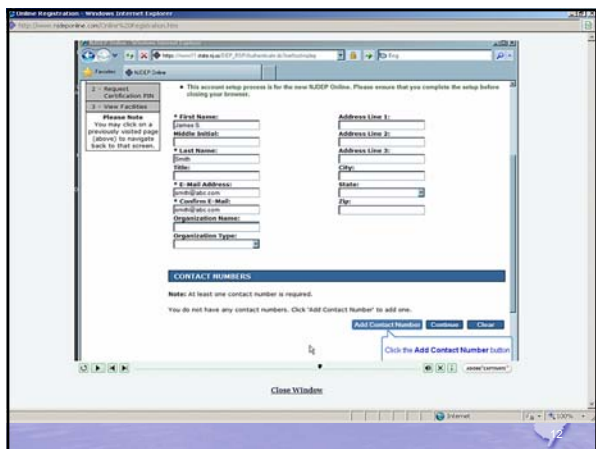 Online Registration - Windows Internet Explorer
Favorites NJDEP Online
2 - Request
Certification PIN
3 - View Facilities
Please Note
You may click on a
previously visited page
(above) to navigate
back to that screen.
• This account setup process is for the new NJDEP Online. Please ensure that you complete the setup before
closing your browser.
* First Name: Address Line 1:
James S
Middle Initial: Address Line 2:
* Last Name: Address Line 3:
Smith
Title: City:
* E-Mail Address: State:
smith@abc.com
* Confirm E-Mail: Zip:
smith@abc.com
Organization Name:
Organization Type:
CONTACT NUMBERS
Note: At least one contact number is required.
You do not have any contact numbers. Click 'Add Contact Number' to add one.
Add Contact Number Continue Clear
Click the Add Contact Number button
Close Window
Internet 100%
12